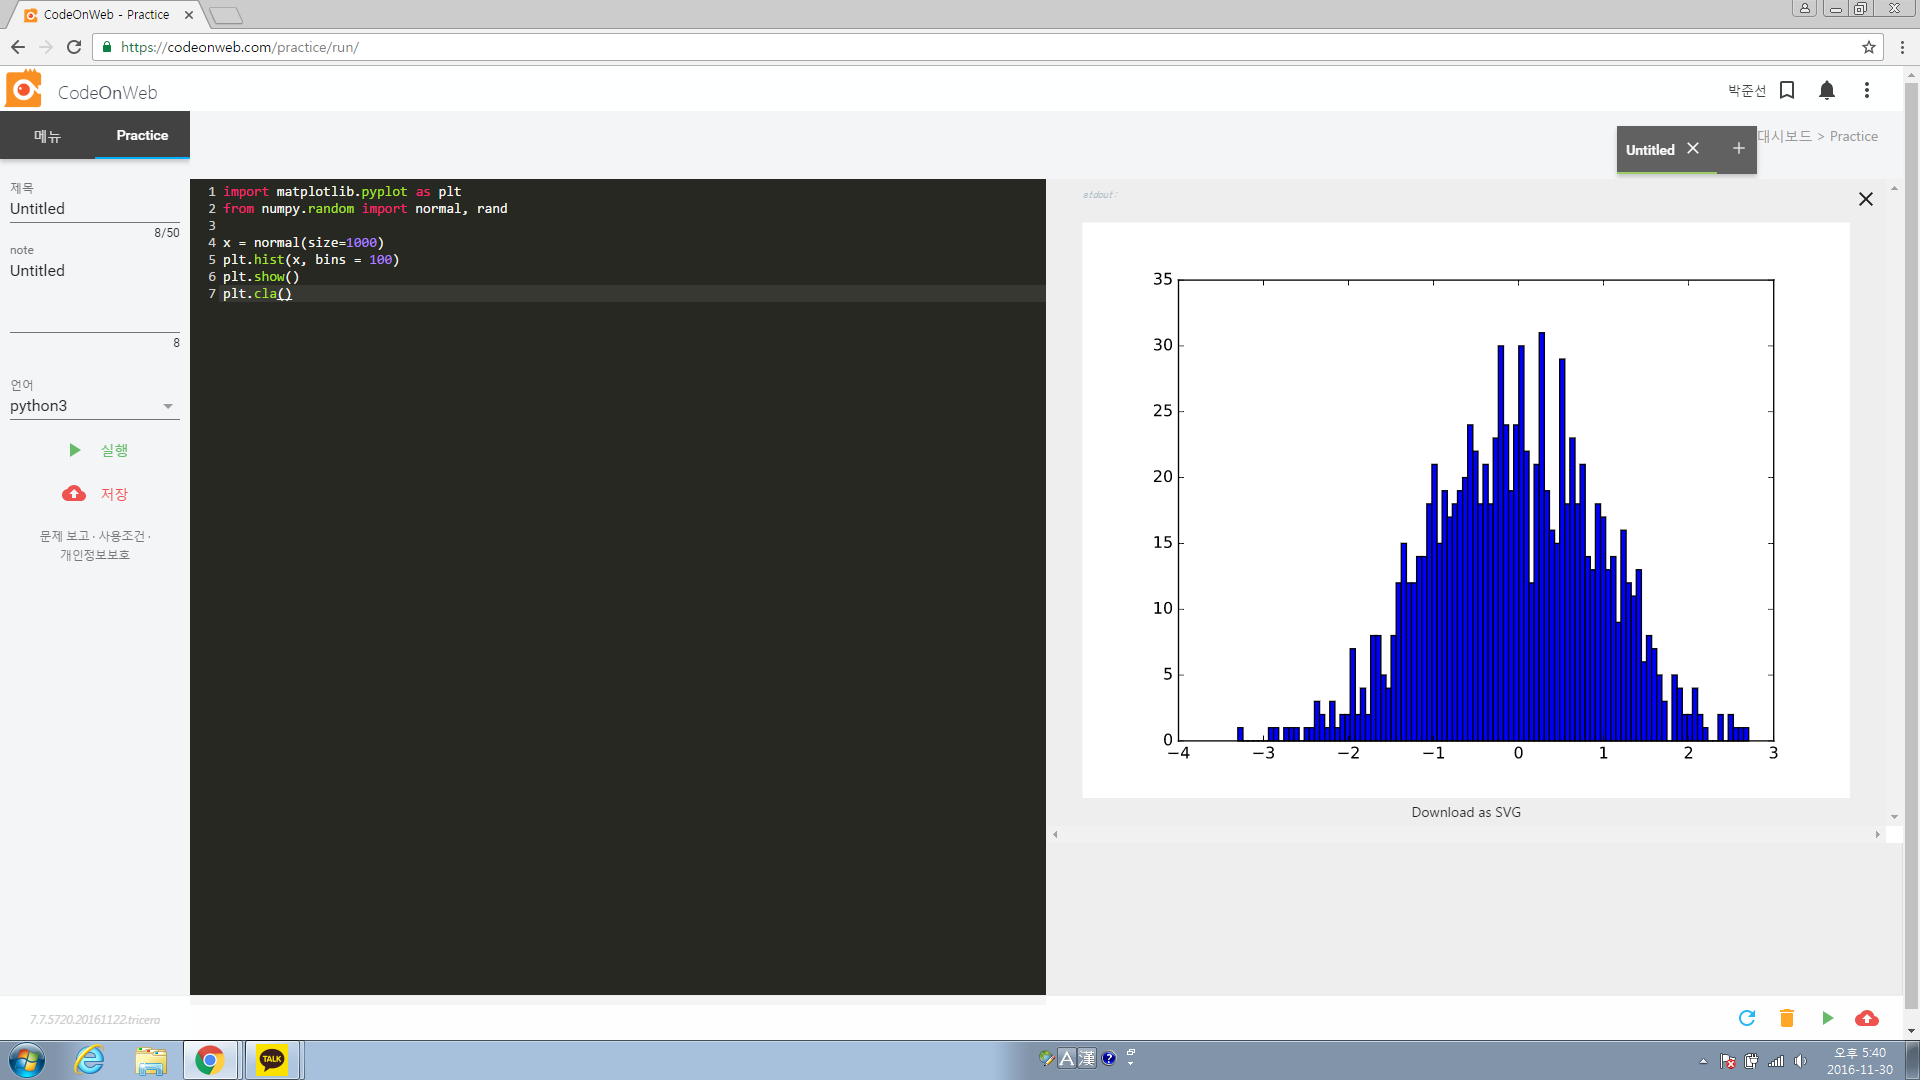 CodeOnWeb - Practice
https://codeonweb.com/practice/run/
CodeOnWeb
박준선
메뉴
Practice
Untitled
대시보드 > Practice
제목
Untitled
8/50
note
Untitled
8
언어
python3
실행
저장
문제 보고 · 사용조건 ·
개인정보보호
1 import matplotlib.pyplot as plt
2 from numpy.random import normal, rand
3
4 x = normal(size=1000)
5 plt.hist(x, bins = 100)
6 plt.show()
7 plt.cla()
stdout:
35
30
25
20
15
10
5
0
−4 −3 −2 −1 0 1 2 3
Download as SVG
7.7.5720.20161122.tricera
TALK
A 漢
오후 5:40
2016-11-30